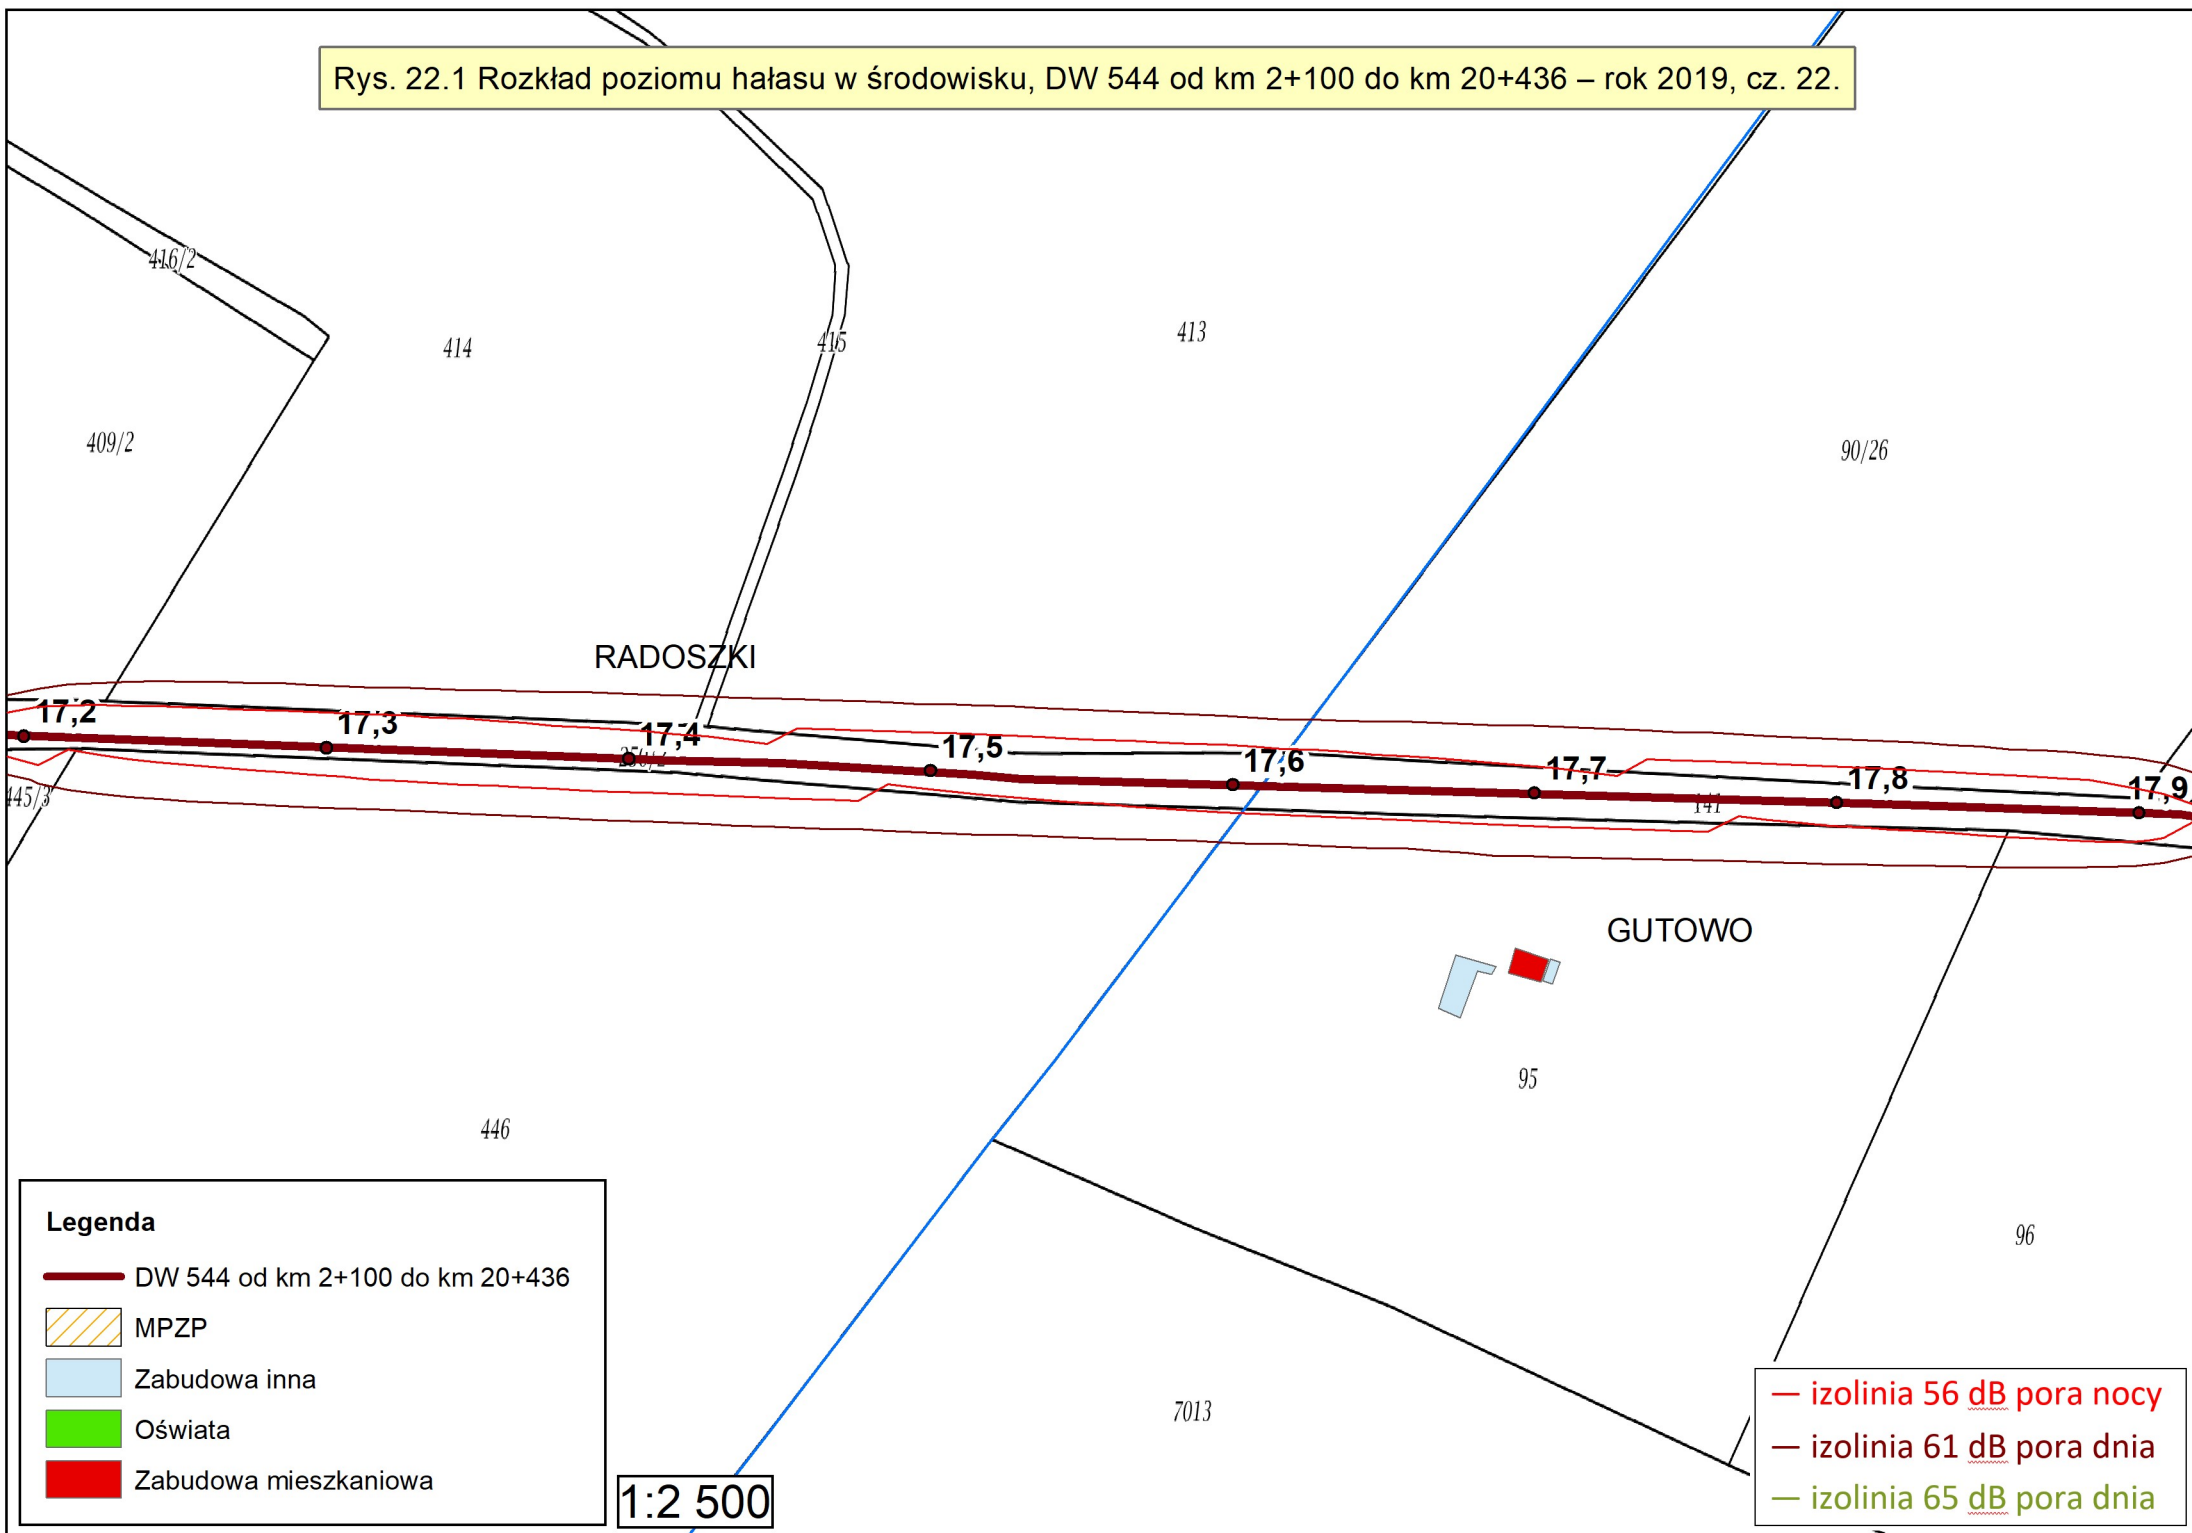 Rys. 22.1 Rozkład poziomu hałasu w środowisku, DW 544 od km 2+100 do km 20+436 – rok 2019, cz. 22.
416/2
414
415
413
409/2
90/26
RADOSZKI
17,2
17,3
17,4
17,5
17,6
17,7
17,8
17,9
445/3
141
GUTOWO
95
446
96
7013
Legenda
DW 544 od km 2+100 do km 20+436
MPZP
Zabudowa inna
Oświata
Zabudowa mieszkaniowa
1:2 500
izolinia 56 dB pora nocy
izolinia 61 dB pora dnia
izolinia 65 dB pora dnia